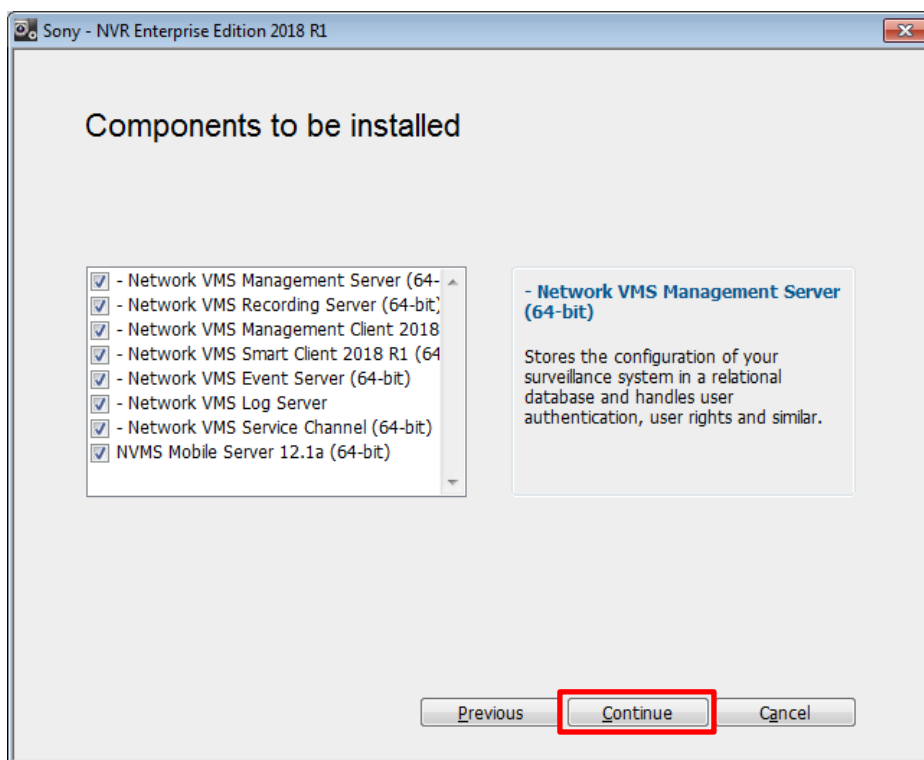 Sony - NVR Enterprise Edition 2018 R1
Components to be installed
- Network VMS Management Server (64-
- Network VMS Recording Server (64-bit)
- Network VMS Management Client 2018
- Network VMS Smart Client 2018 R1 (64
- Network VMS Event Server (64-bit)
- Network VMS Log Server
- Network VMS Service Channel (64-bit)
NVMS Mobile Server 12.1a (64-bit)
- Network VMS Management Server
(64-bit)
Stores the configuration of your
surveillance system in a relational
database and handles user
authentication, user rights and similar.
Previous
Continue
Cancel